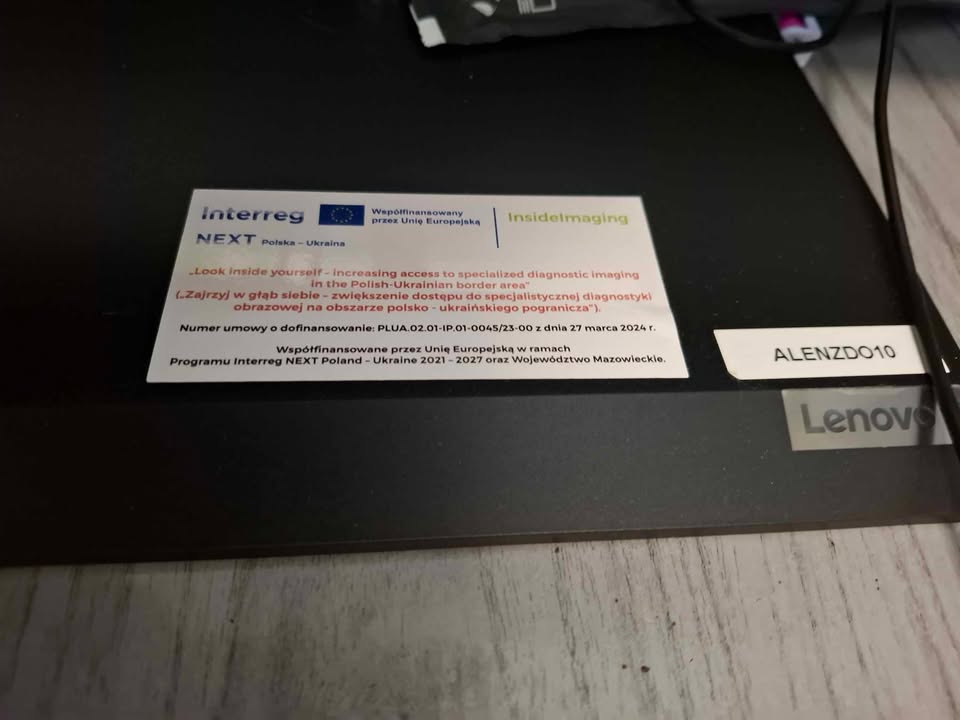 Interreg
Współfinansowany
przez Unię Europejską
InsideImaging
NEXT Polska – Ukraina
„Look inside yourself – increasing access to specialized diagnostic imaging
in the Polish-Ukrainian border area”
(„Zajrzyj w głąb siebie – zwiększenie dostępu do specjalistycznej diagnostyki
obrazowej na obszarze polsko - ukraińskiego pogranicza”).
Numer umowy o dofinansowanie: PLUA.02.01-IP.01-0045/23-00 z dnia 27 marca 2024 r.
Współfinansowane przez Unię Europejską w ramach
Programu Interreg NEXT Poland – Ukraine 2021 – 2027 oraz Województwo Mazowieckie.
ALENZDO10
Lenovo